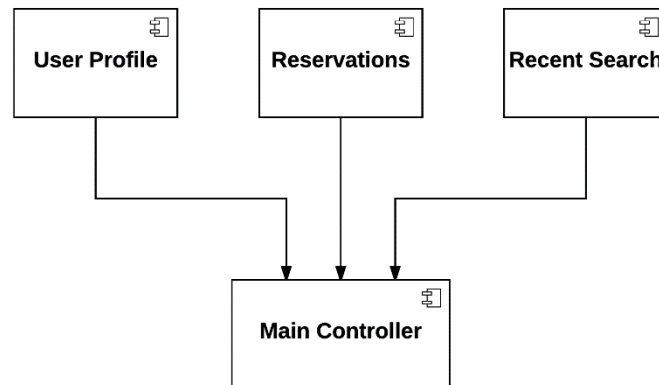 User Profile
Reservations
Recent Search
Main Controller